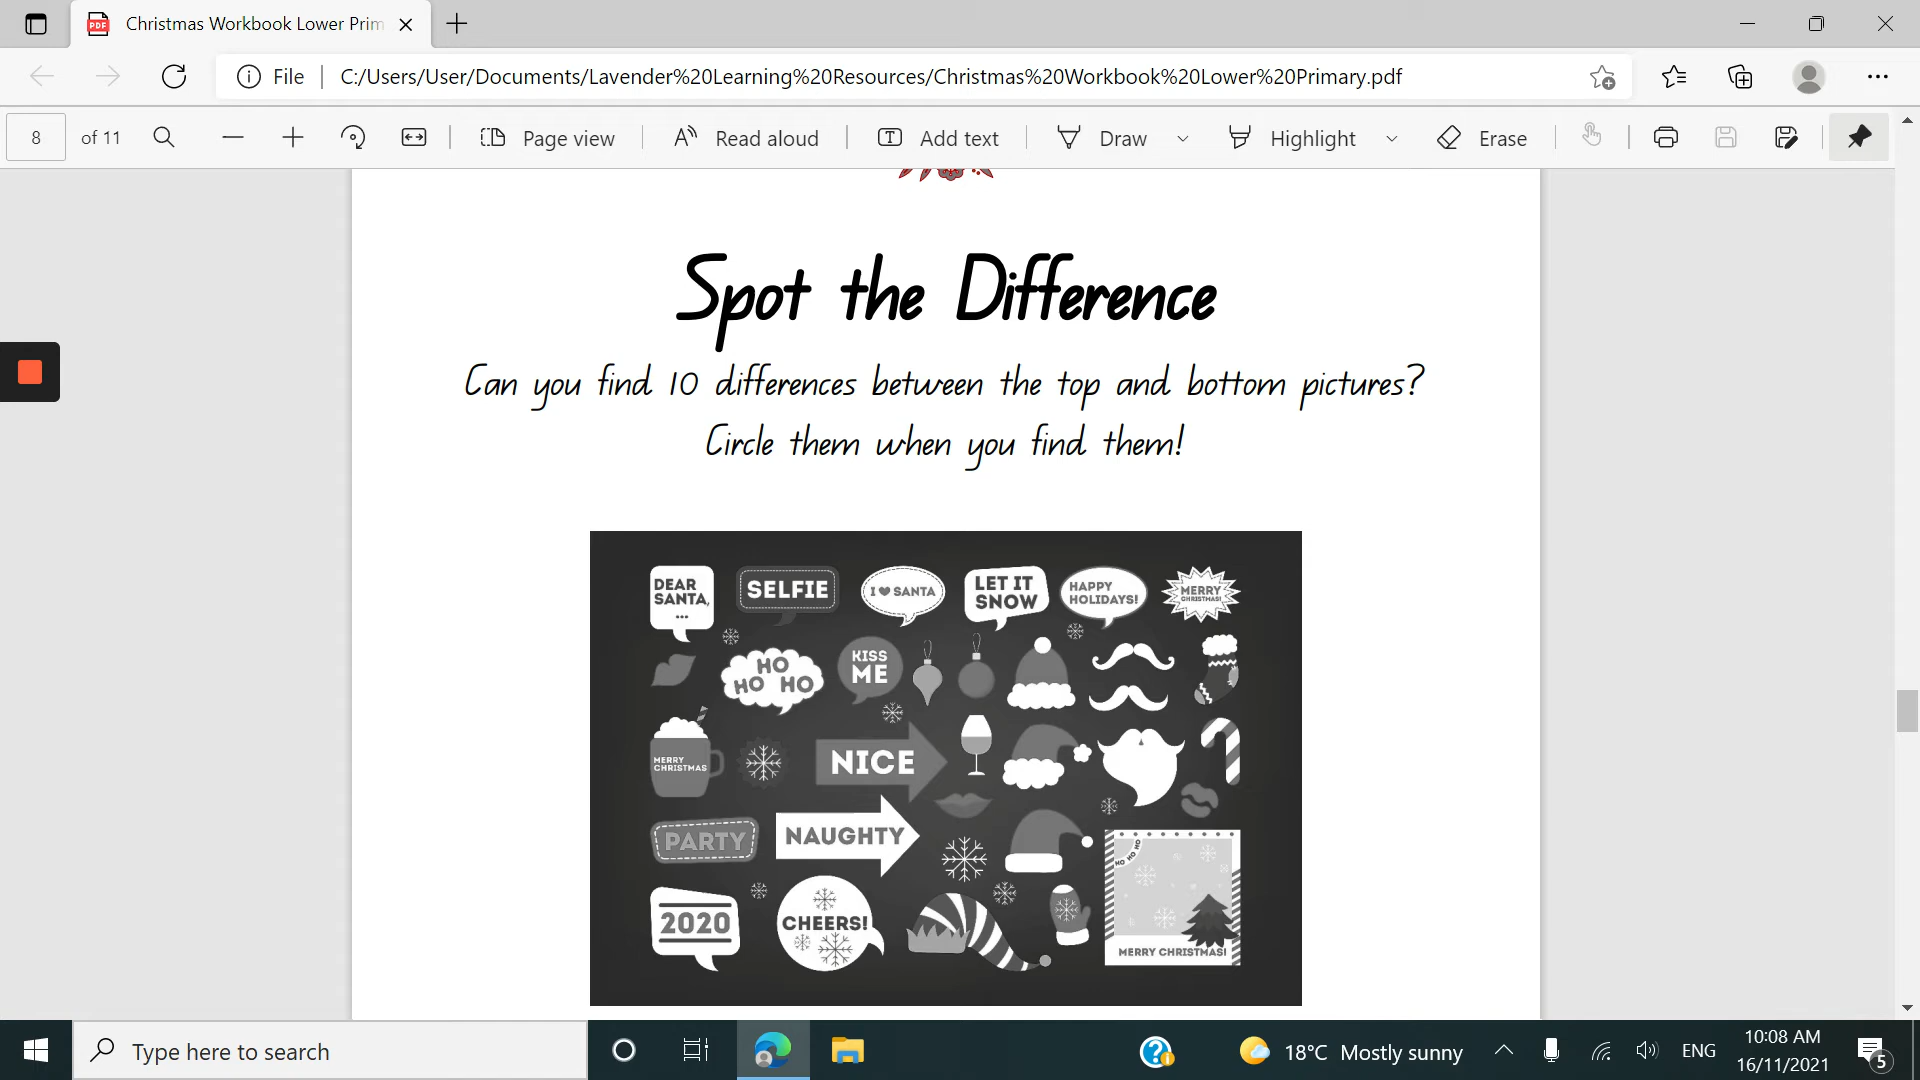 Christmas Workbook Lower Prim
File
C:/Users/User/Documents/Lavender%20Learning%20Resources/Christmas%20Workbook%20Lower%20Primary.pdf
8 of 11
Page view
Read aloud
Add text
Draw
Highlight
Erase
Spot the Difference
Can you find 10 differences between the top and bottom pictures?
Circle them when you find them!
DEAR
SANTA,
...
SELFIE
I ♥ SANTA
LET IT
SNOW
HAPPY
HOLIDAYS!
MERRY
CHRISTMAS!
HO
HO HO
KISS
ME
MERRY
CHRISTMAS
NICE
PARTY
NAUGHTY
HO HO HO
2020
CHEERS!
MERRY CHRISTMAS!
Type here to search
18°C Mostly sunny
ENG
10:08 AM
16/11/2021
5